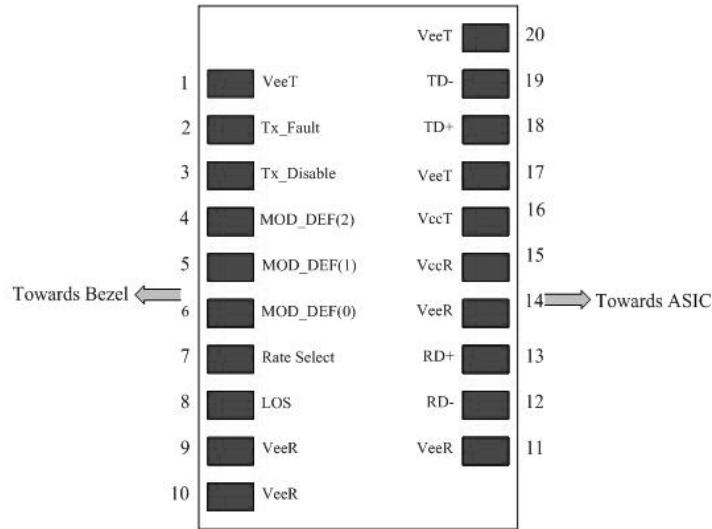 VeeT 20
1 VeeT TD- 19
2 Tx_Fault TD+ 18
3 Tx_Disable VeeT 17
4 MOD_DEF(2) VccT 16
5 MOD_DEF(1) VccR 15
Towards Bezel
6 MOD_DEF(0) VeeR 14 Towards ASIC
7 Rate Select RD+ 13
8 LOS RD- 12
9 VeeR VeeR 11
10 VeeR